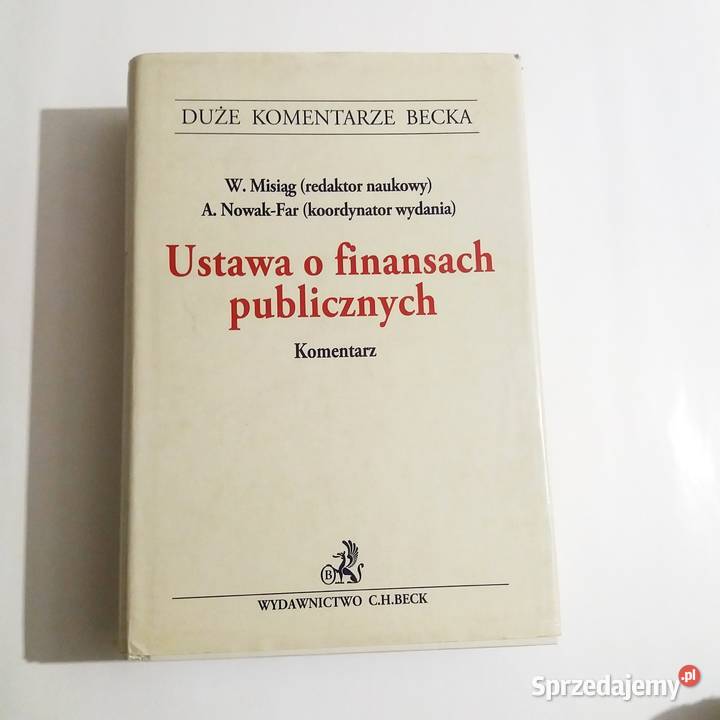 DUŻE KOMENTARZE BECKA
W. Misiąg (redaktor naukowy)
A. Nowak-Far (koordynator wydania)
Ustawa o finansach
publicznych
Komentarz
B
WYDAWNICTWO C.H.BECK
Sprzedajemy.pl